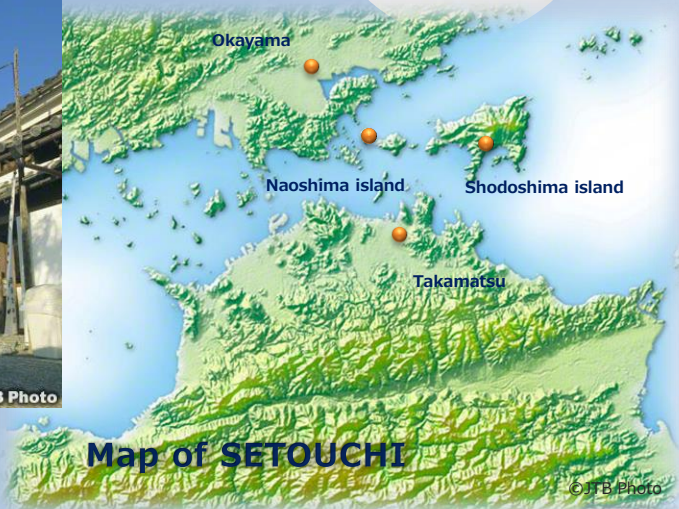 Okayama
Naoshima island
Shodoshima island
Takamatsu
B Photo
Map of SETOUCHI
©JTB Photo